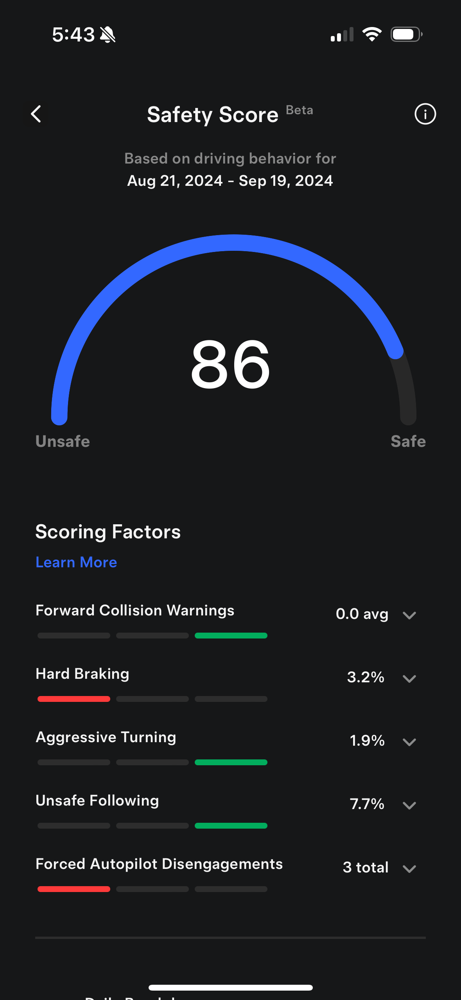 5:43
Safety Score Beta
Based on driving behavior for
Aug 21, 2024 - Sep 19, 2024
86
Unsafe
Safe
Scoring Factors
Learn More
Forward Collision Warnings
0.0 avg
Hard Braking
3.2%
Aggressive Turning
1.9%
Unsafe Following
7.7%
Forced Autopilot Disengagements
3 total